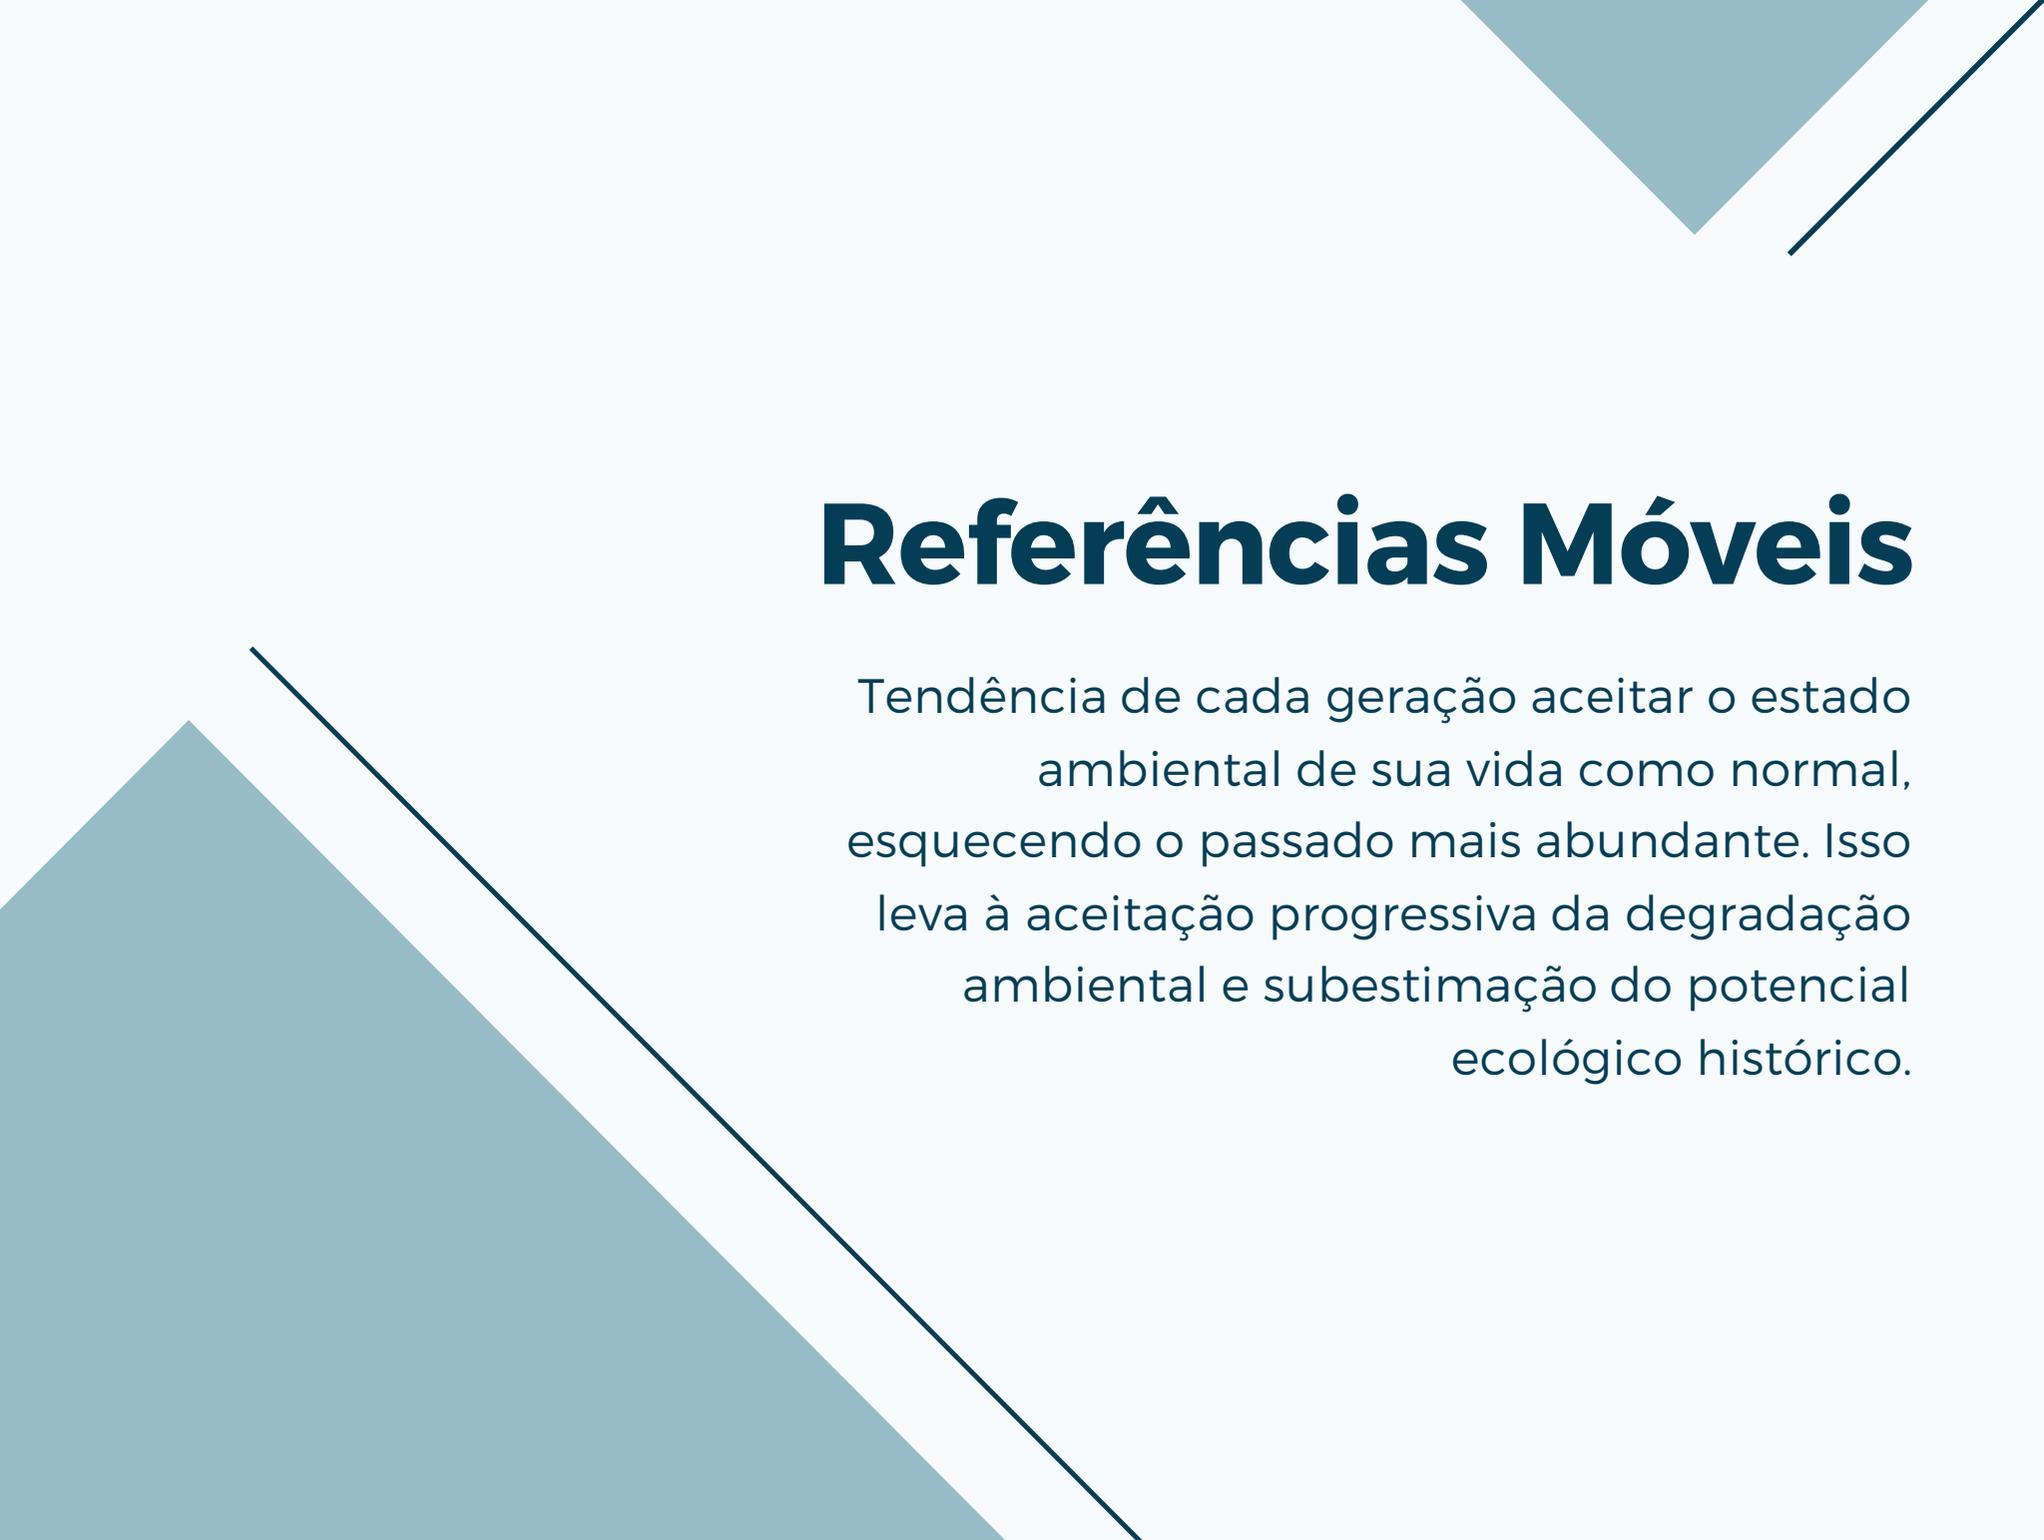 Referências Móveis
Tendência de cada geração aceitar o estado
ambiental de sua vida como normal,
esquecendo o passado mais abundante. Isso
leva à aceitação progressiva da degradação
ambiental e subestimação do potencial
ecológico histórico.